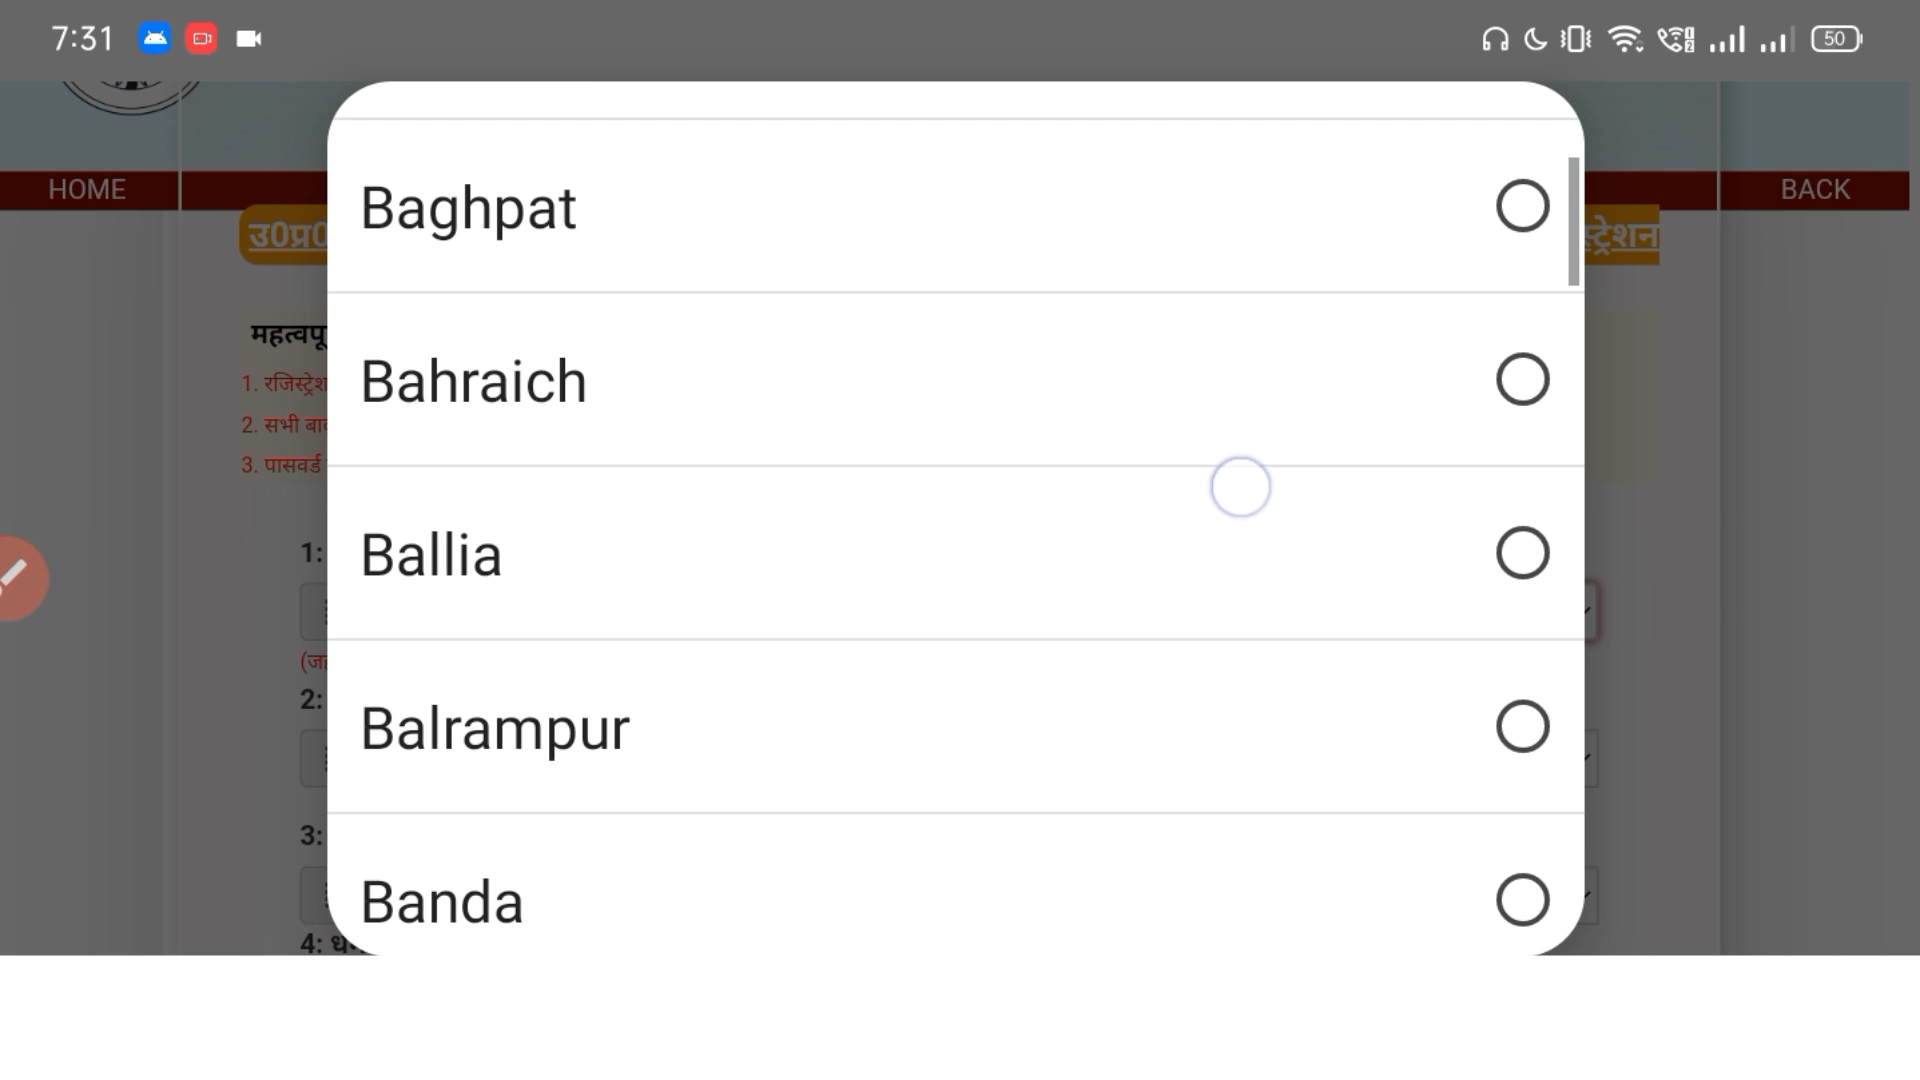 7:31
50
HOME
BACK
उ0प्र0
स्ट्रेशन
Baghpat
Bahraich
Ballia
Balrampur
Banda
महत्वपू
1. रजिस्ट्रेश
2. सभी बा
3. पासवर्ड
1:
2:
3:
4: